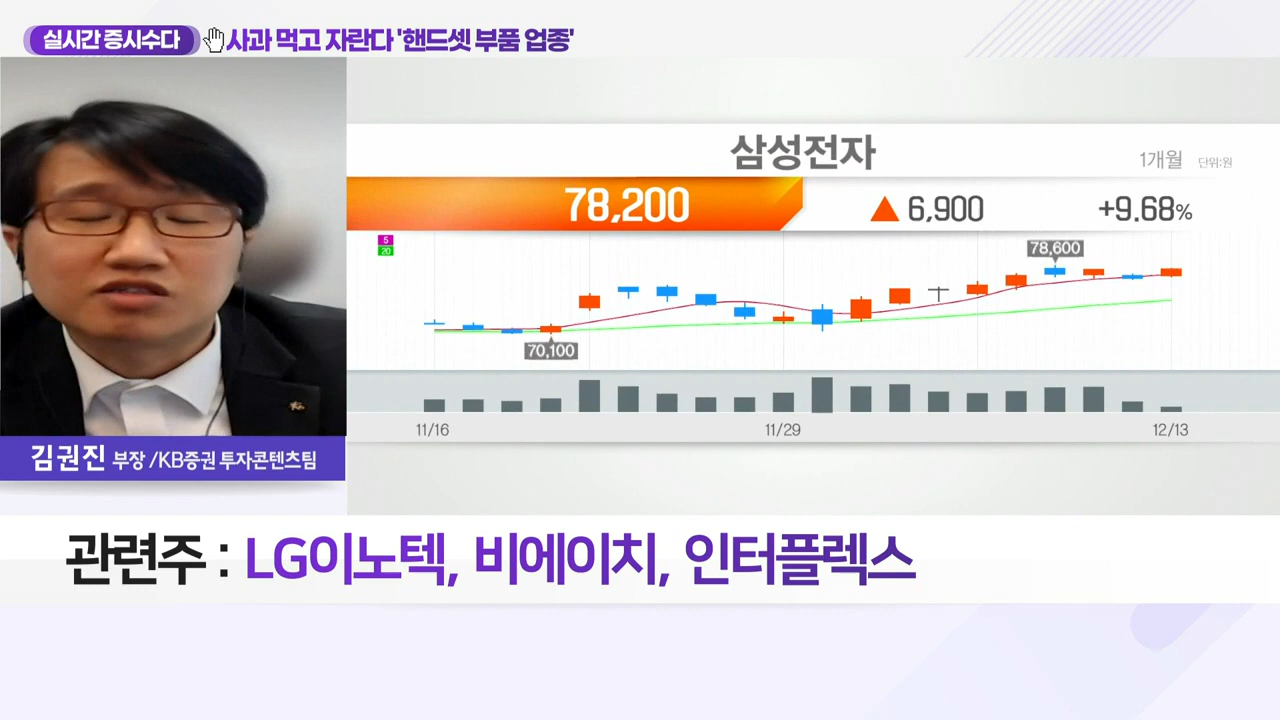 실시간 증시수다 사과 먹고 자란다 '핸드셋 부품 업종'
삼성전자
1개월 단위:원
78,200 ▲ 6,900 +9.68%
5
20
78,600
70,100
11/16 11/29 12/13
김권진 부장 /KB증권 투자콘텐츠팀
관련주 : LG이노텍, 비에이치, 인터플렉스